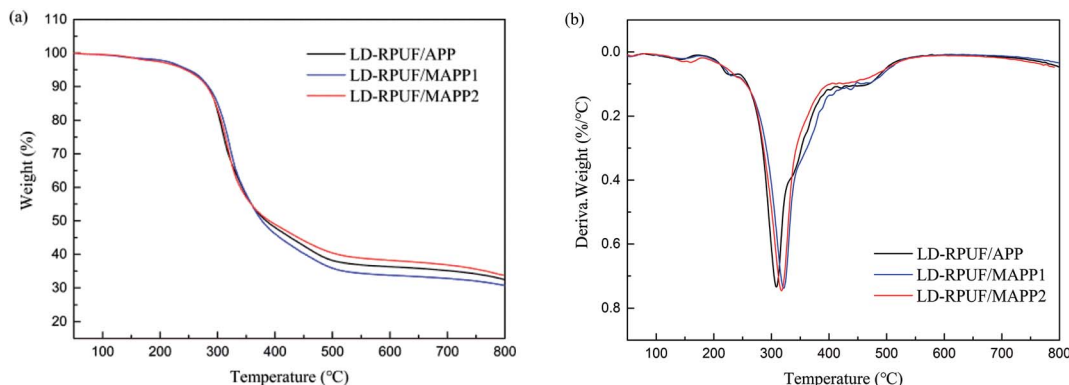 (a)
110
100
90
80
70
60
50
40
30
20
Weight (%)
LD-RPUF/APP
LD-RPUF/MAPP1
LD-RPUF/MAPP2
100 200 300 400 500 600 700 800
Temperature (℃)
(b)
0.0
0.2
0.4
0.6
0.8
Deriva.Weight (%/℃)
LD-RPUF/APP
LD-RPUF/MAPP1
LD-RPUF/MAPP2
100 200 300 400 500 600 700 800
Temperature (℃)